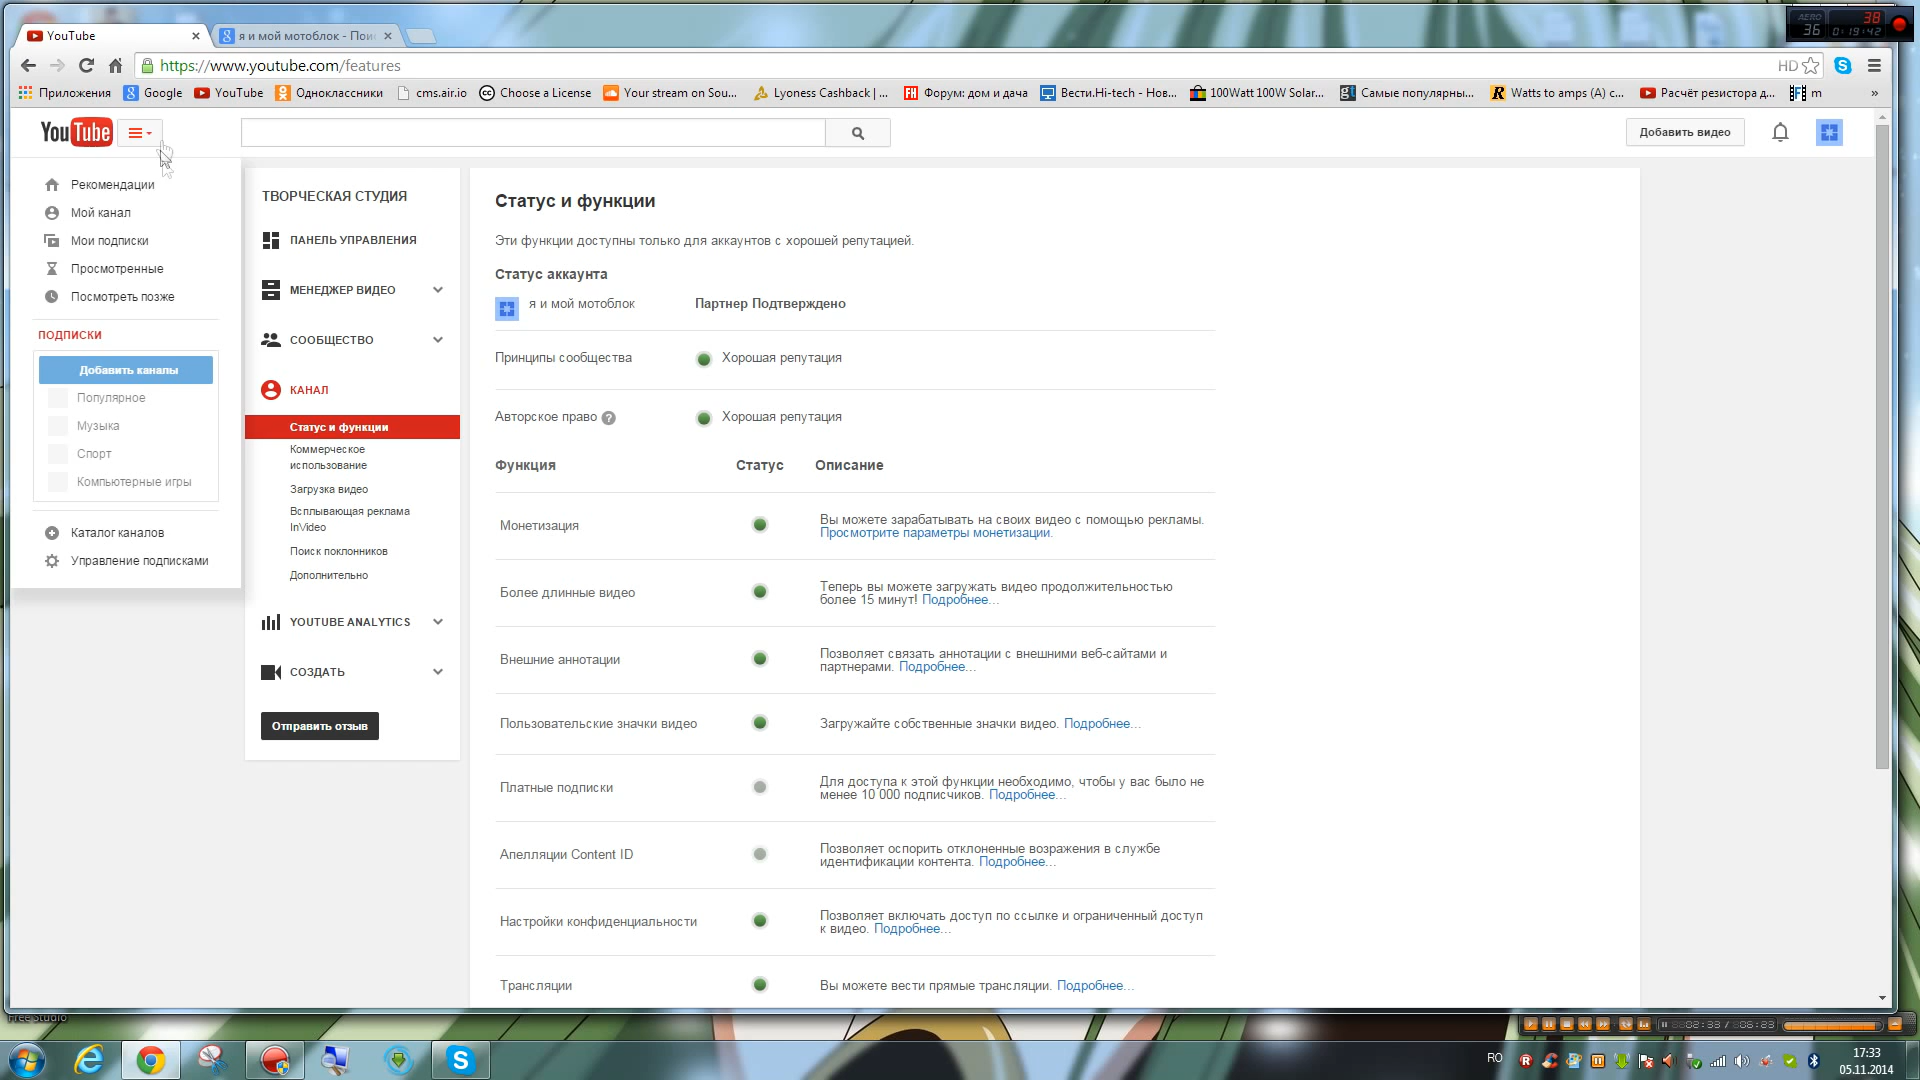 YouTube
я и мой мотоблок - Пои
AERO
36
38
0:19:42
https://www.youtube.com/features
HD
Приложения
Google
YouTube
Одноклассники
cms.air.io
Choose a License
Your stream on Sou...
Lyoness Cashback | ...
Форум: дом и дача
Вести.Hi-tech - Нов...
100Watt 100W Solar...
Самые популярны...
Watts to amps (A) c...
Расчёт резистора д...
m
»
YouTube
Добавить видео
Рекомендации
Мой канал
Мои подписки
Просмотренные
Посмотреть позже
ПОДПИСКИ
Добавить каналы
Популярное
Музыка
Спорт
Компьютерные игры
Каталог каналов
Управление подписками
ТВОРЧЕСКАЯ СТУДИЯ
ПАНЕЛЬ УПРАВЛЕНИЯ
МЕНЕДЖЕР ВИДЕО
СООБЩЕСТВО
КАНАЛ
Статус и функции
Коммерческое
использование
Загрузка видео
Всплывающая реклама
InVideo
Поиск поклонников
Дополнительно
YOUTUBE ANALYTICS
СОЗДАТЬ
Отправить отзыв
Статус и функции
Эти функции доступны только для аккаунтов с хорошей репутацией.
Статус аккаунта
я и мой мотоблок Партнер Подтверждено
Принципы сообщества Хорошая репутация
Авторское право ? Хорошая репутация
Функция Статус Описание
Монетизация
Вы можете зарабатывать на своих видео с помощью рекламы.
Просмотрите параметры монетизации.
Более длинные видео
Теперь вы можете загружать видео продолжительностью
более 15 минут! Подробнее...
Внешние аннотации
Позволяет связать аннотации с внешними веб-сайтами и
партнерами. Подробнее...
Пользовательские значки видео
Загружайте собственные значки видео. Подробнее...
Платные подписки
Для доступа к этой функции необходимо, чтобы у вас было не
менее 10 000 подписчиков. Подробнее...
Апелляции Content ID
Позволяет оспорить отклоненные возражения в службе
идентификации контента. Подробнее...
Настройки конфиденциальности
Позволяет включать доступ по ссылке и ограниченный доступ
к видео. Подробнее...
Трансляции
Вы можете вести прямые трансляции. Подробнее...
Free Studio
RO
17:33
05.11.2014